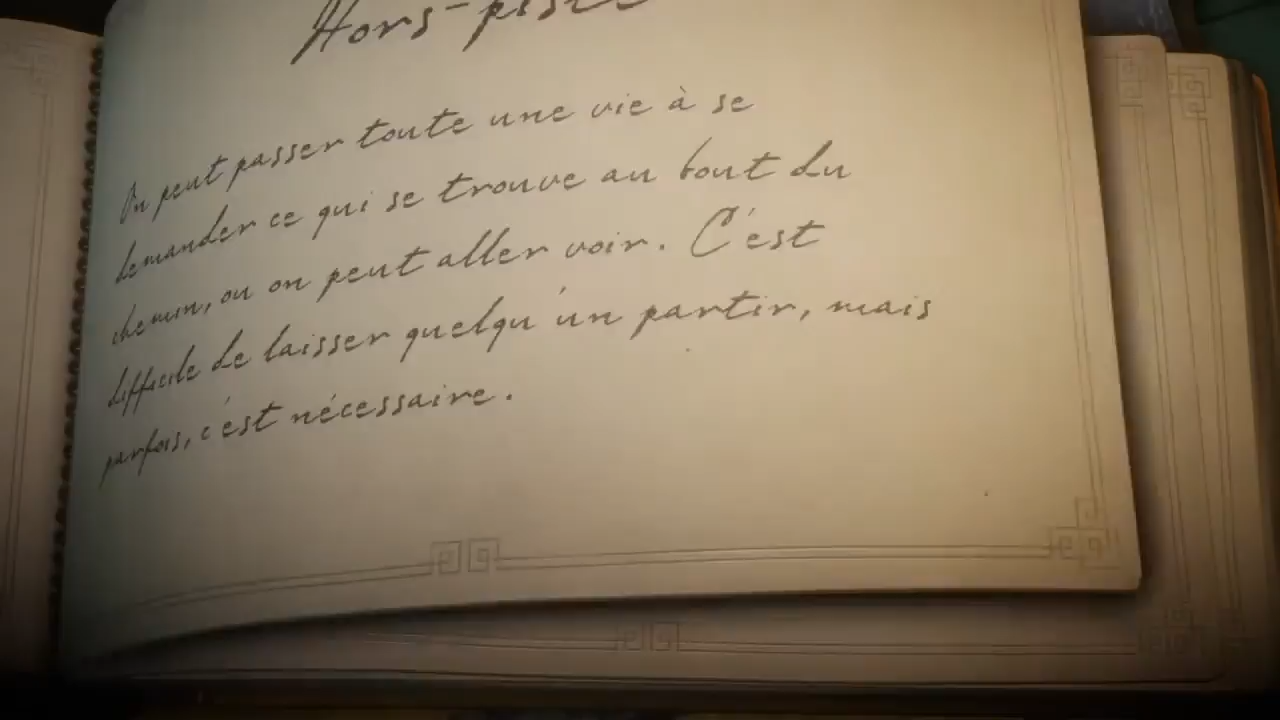 Hors-piste
On peut passer toute une vie à se
demander ce qui se trouve au bout du
chemin, ou on peut aller voir. C'est
difficile de laisser quelqu'un partir, mais
parfois, c'est nécessaire.